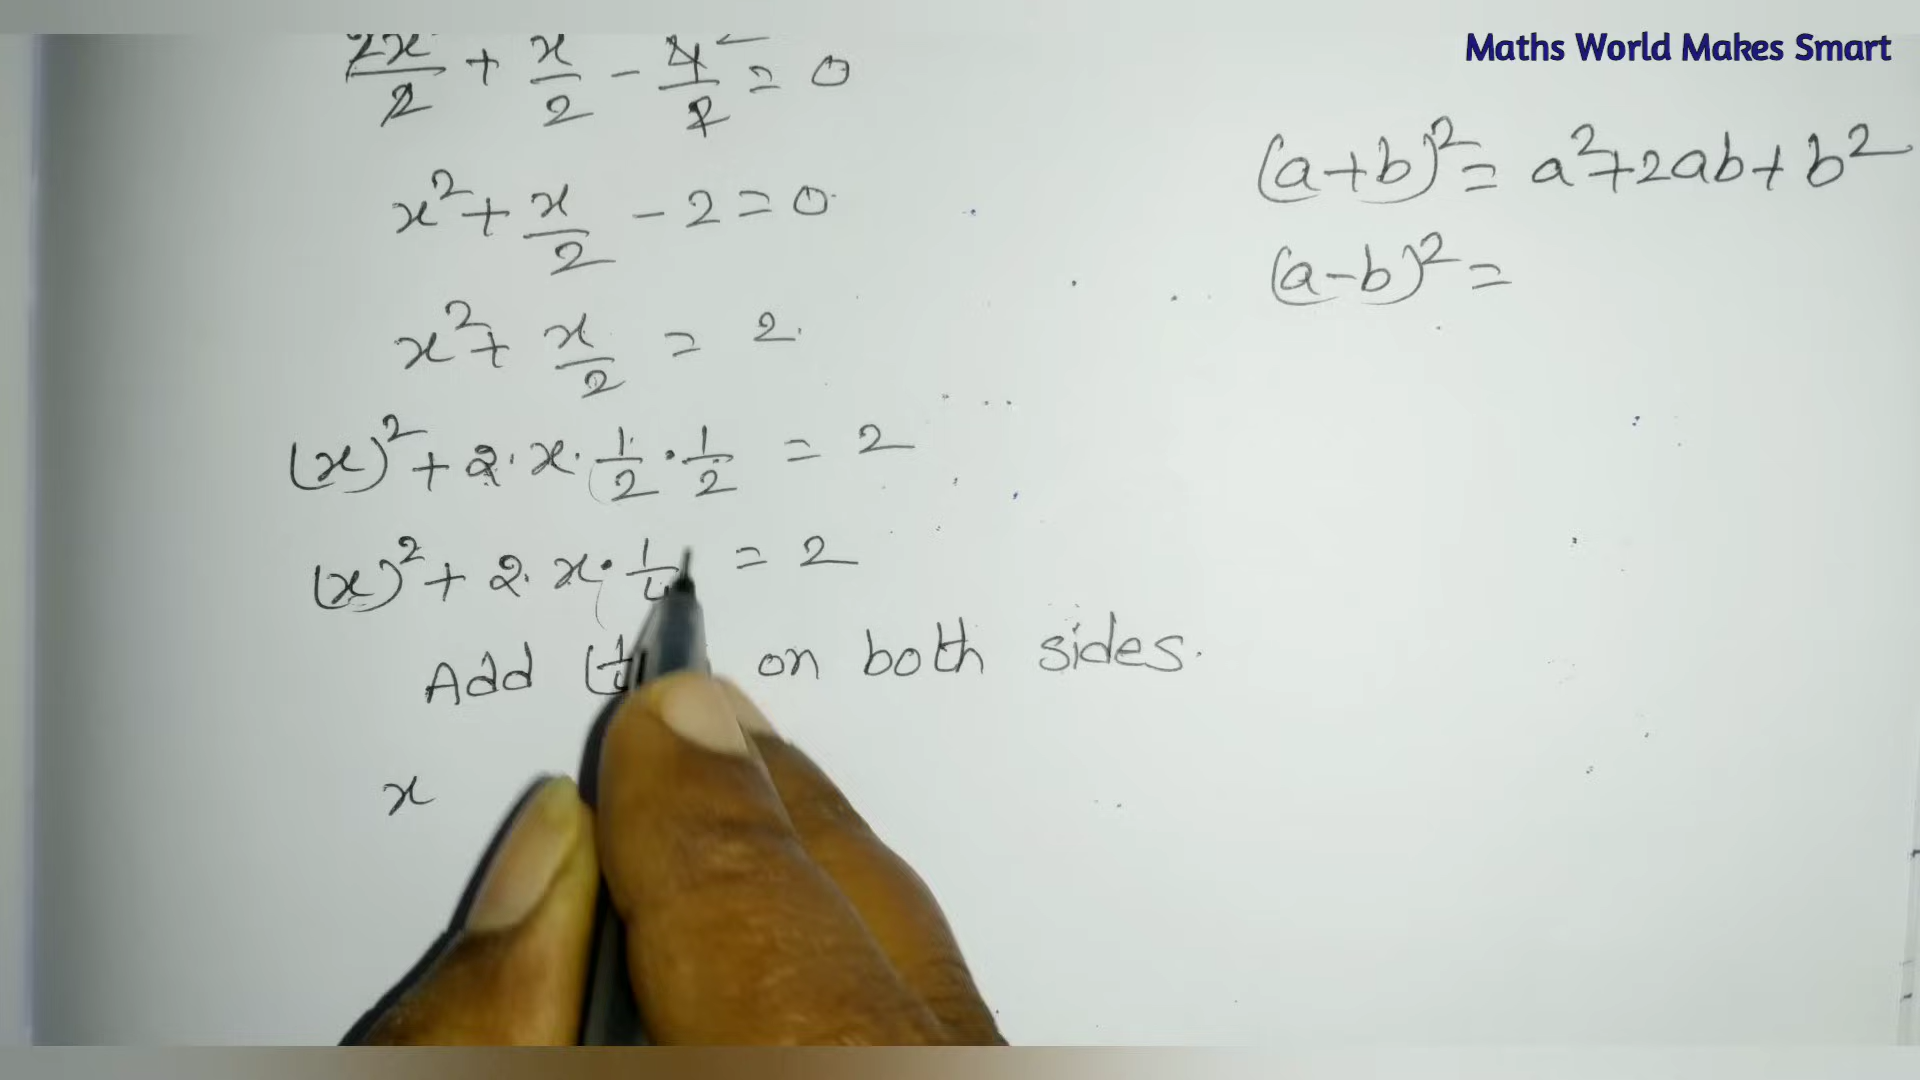 Maths World Makes Smart
2x/2 + x/2 - 4/2 = 0
(a+b)² = a²+2ab+b²
x² + x/2 - 2 = 0
(a-b)² =
x² + x/2 = 2
(x)² + 2·x·1/2·1/2 = 2
(x)² + 2·x·1/4 = 2
Add (1/4 on both sides.
x